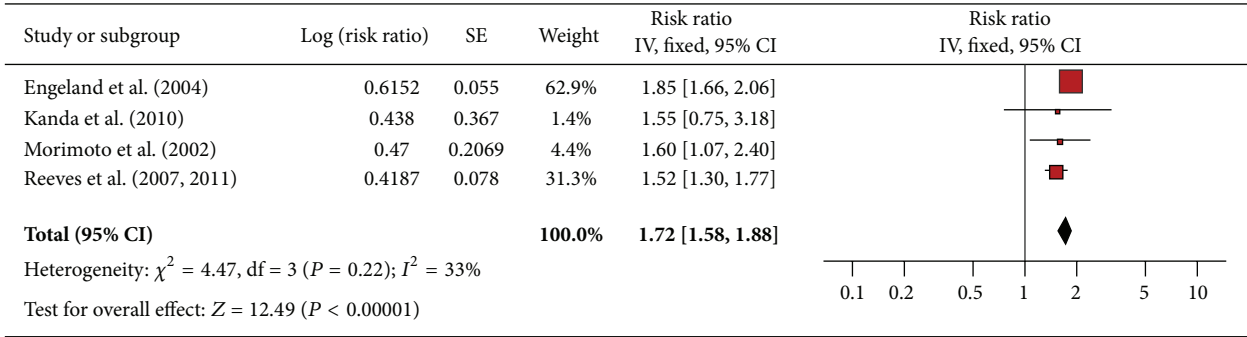 Study or subgroup Log (risk ratio) SE Weight Risk ratio IV, fixed, 95% CI Risk ratio IV, fixed, 95% CI
Engeland et al. (2004) 0.6152 0.055 62.9% 1.85 [1.66, 2.06]
Kanda et al. (2010) 0.438 0.367 1.4% 1.55 [0.75, 3.18]
Morimoto et al. (2002) 0.47 0.2069 4.4% 1.60 [1.07, 2.40]
Reeves et al. (2007, 2011) 0.4187 0.078 31.3% 1.52 [1.30, 1.77]
Total (95% CI) 100.0% 1.72 [1.58, 1.88]
Heterogeneity: χ² = 4.47, df = 3 (P = 0.22); I² = 33%
0.1 0.2 0.5 1 2 5 10
Test for overall effect: Z = 12.49 (P < 0.00001)